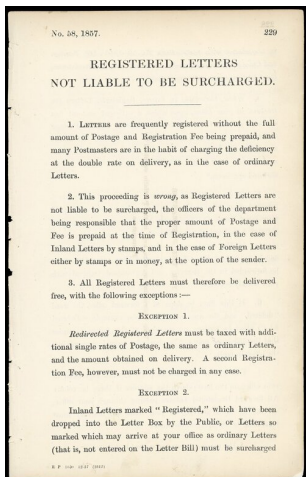 No. 58, 1857.
229
REGISTERED LETTERS
NOT LIABLE TO BE SURCHARGED.
1. LETTERS are frequently registered without the full
amount of Postage and Registration Fee being prepaid, and
many Postmasters are in the habit of charging the deficiency
at the double rate on delivery, as in the case of ordinary
Letters.
2. This proceeding is wrong, as Registered Letters are
not liable to be surcharged, the officers of the department
being responsible that the proper amount of Postage and
Fee is prepaid at the time of Registration, in the case of
Inland Letters by stamps, and in the case of Foreign Letters
either by stamps or in money, at the option of the sender.
3. All Registered Letters must therefore be delivered
free, with the following exceptions :—
EXCEPTION 1.
Redirected Registered Letters must be taxed with addi-
tional single rates of Postage, the same as ordinary Letters,
and the amount obtained on delivery. A second Registra-
tion Fee, however, must not be charged in any case.
EXCEPTION 2.
Inland Letters marked “ Registered,” which have been
dropped into the Letter Box by the Public, or Letters so
marked which may arrive at your office as ordinary Letters
(that is, not entered on the Letter Bill) must be surcharged